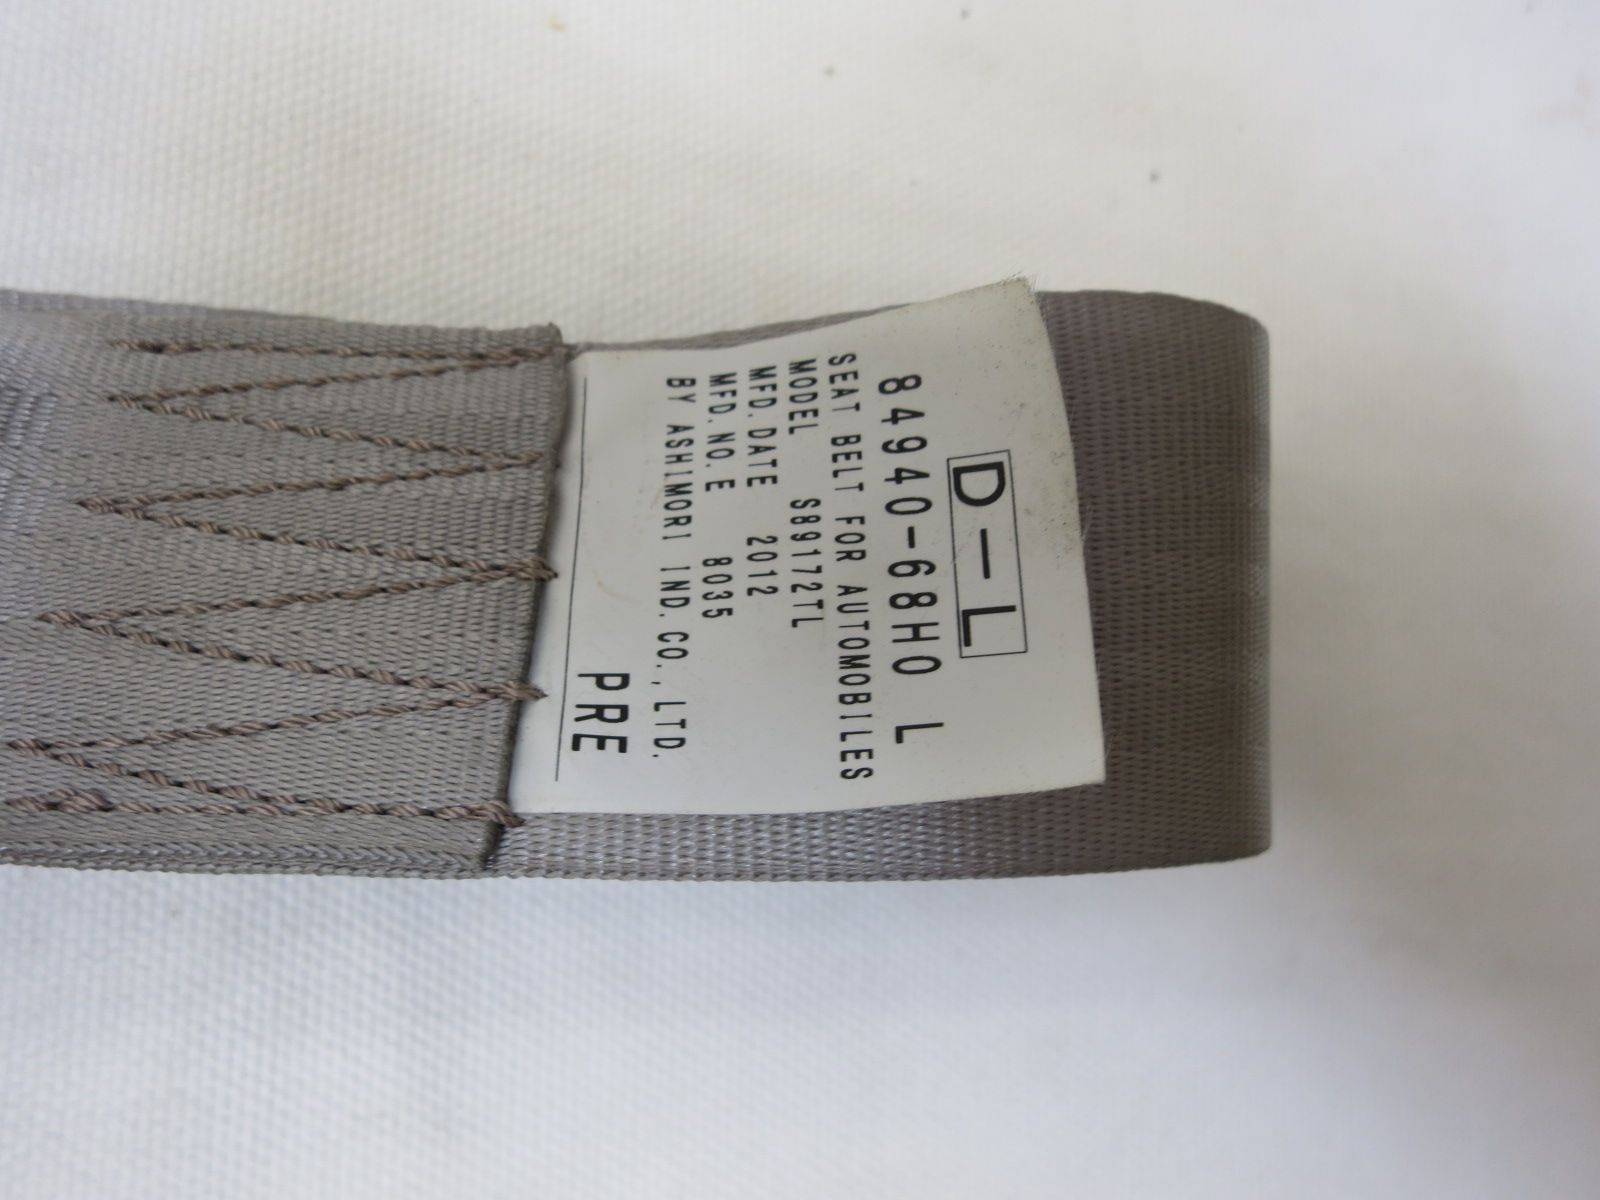 D-L
84940-68H0 L
SEAT BELT FOR AUTOMOBILES
MODEL S89172TL
MFD. DATE 2012
MFD. NO. E 8035
BY ASHIMORI IND. CO., LTD.
PRE